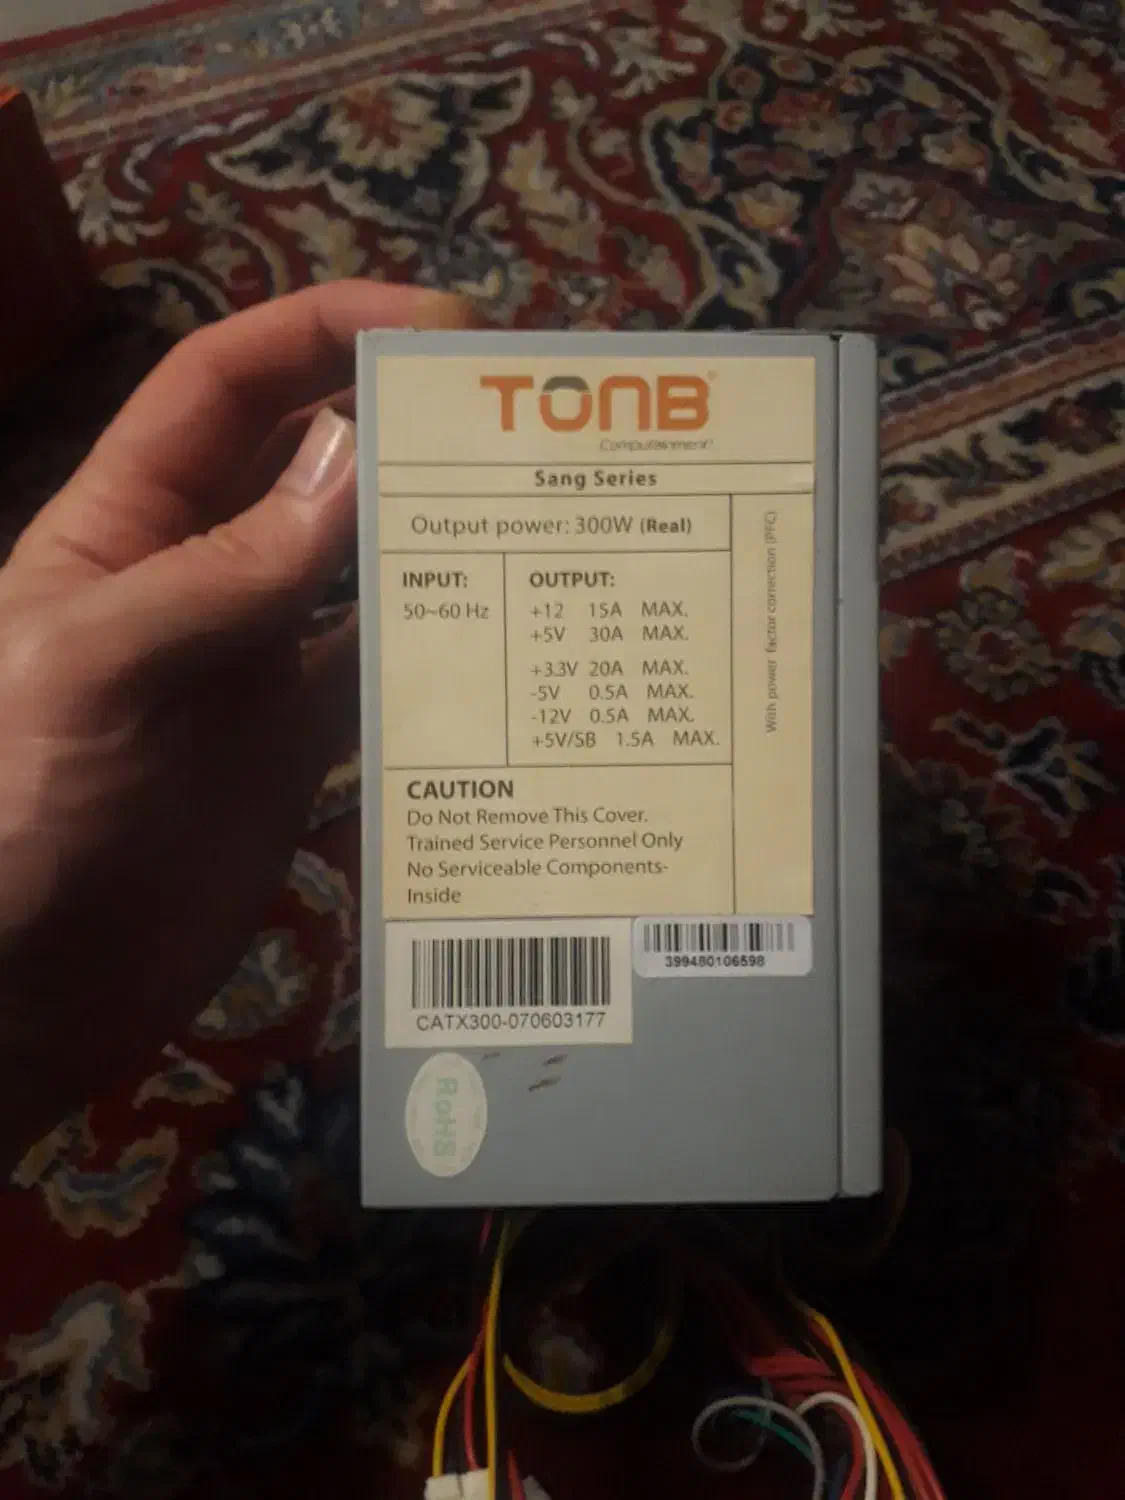 TONB®
Computainment
Sang Series
Output power: 300W (Real)
INPUT:
50~60 Hz
OUTPUT:
+12 15A MAX.
+5V 30A MAX.
+3.3V 20A MAX.
-5V 0.5A MAX.
-12V 0.5A MAX.
+5V/SB 1.5A MAX.
With power factor correction (PFC)
CAUTION
Do Not Remove This Cover.
Trained Service Personnel Only
No Serviceable Components-
Inside
399480106598
CATX300-070603177
RoHS